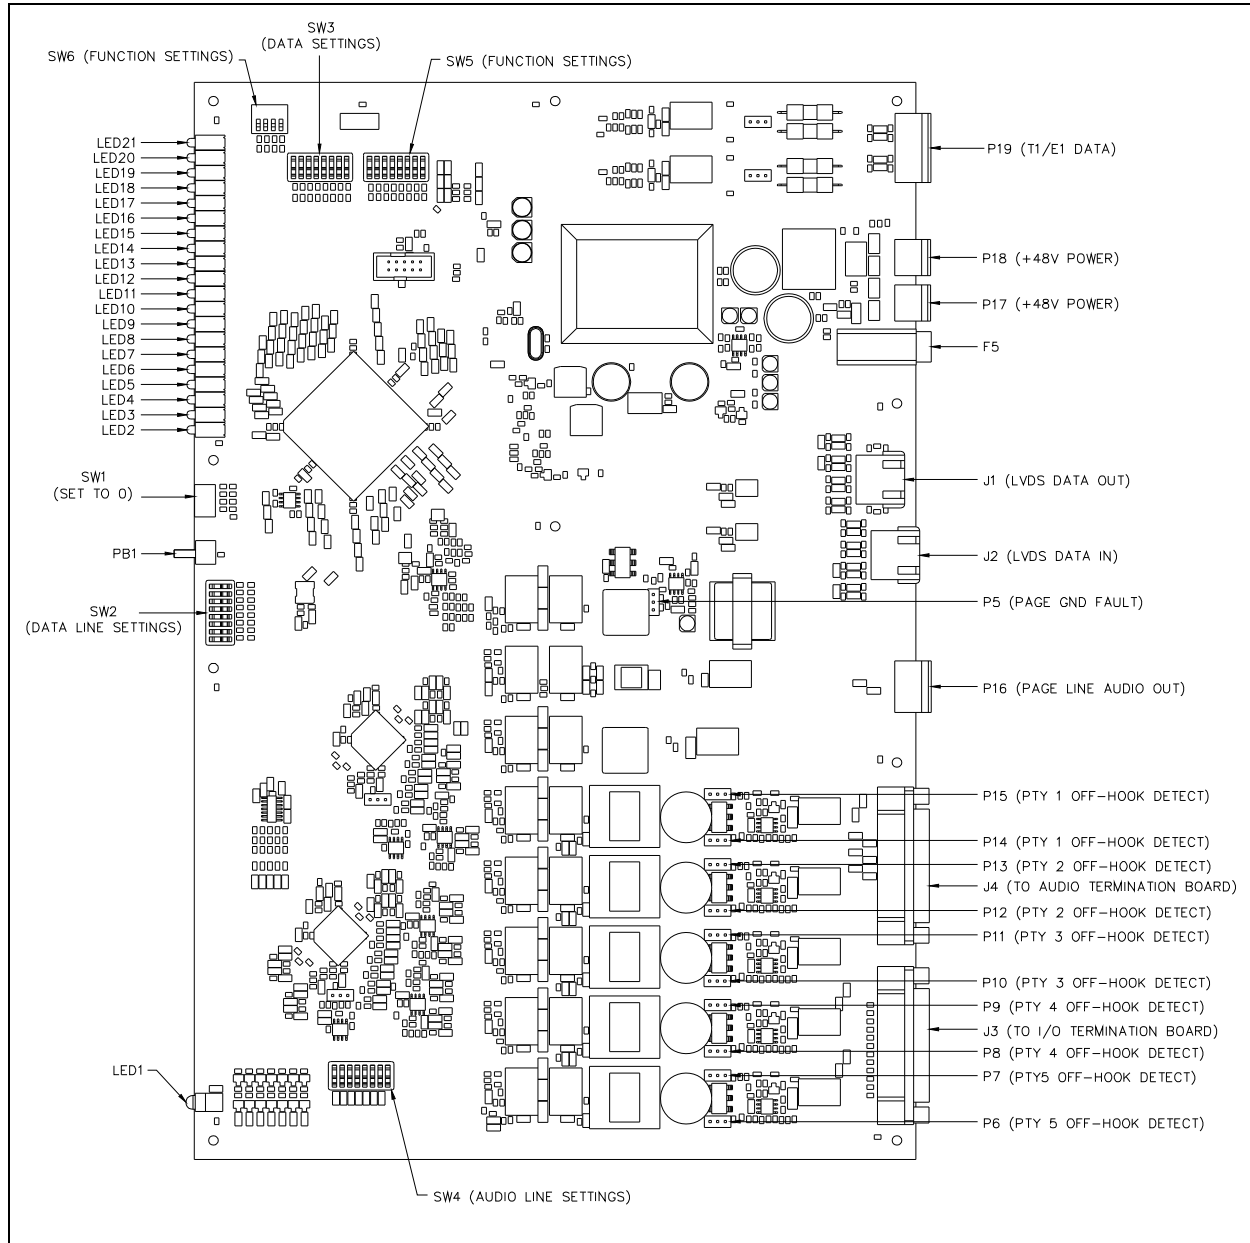 SW3
(DATA SETTINGS)
SW6 (FUNCTION SETTINGS)
SW5 (FUNCTION SETTINGS)
LED21
LED20
LED19
LED18
LED17
LED16
LED15
LED14
LED13
LED12
LED11
LED10
LED9
LED8
LED7
LED6
LED5
LED4
LED3
LED2
SW1
(SET TO 0)
PB1
SW2
(DATA LINE SETTINGS)
LED1
SW4 (AUDIO LINE SETTINGS)
P19 (T1/E1 DATA)
P18 (+48V POWER)
P17 (+48V POWER)
F5
J1 (LVDS DATA OUT)
J2 (LVDS DATA IN)
P5 (PAGE GND FAULT)
P16 (PAGE LINE AUDIO OUT)
P15 (PTY 1 OFF-HOOK DETECT)
P14 (PTY 1 OFF-HOOK DETECT)
P13 (PTY 2 OFF-HOOK DETECT)
J4 (TO AUDIO TERMINATION BOARD)
P12 (PTY 2 OFF-HOOK DETECT)
P11 (PTY 3 OFF-HOOK DETECT)
P10 (PTY 3 OFF-HOOK DETECT)
P9 (PTY 4 OFF-HOOK DETECT)
J3 (TO I/O TERMINATION BOARD)
P8 (PTY 4 OFF-HOOK DETECT)
P7 (PTY5 OFF-HOOK DETECT)
P6 (PTY 5 OFF-HOOK DETECT)